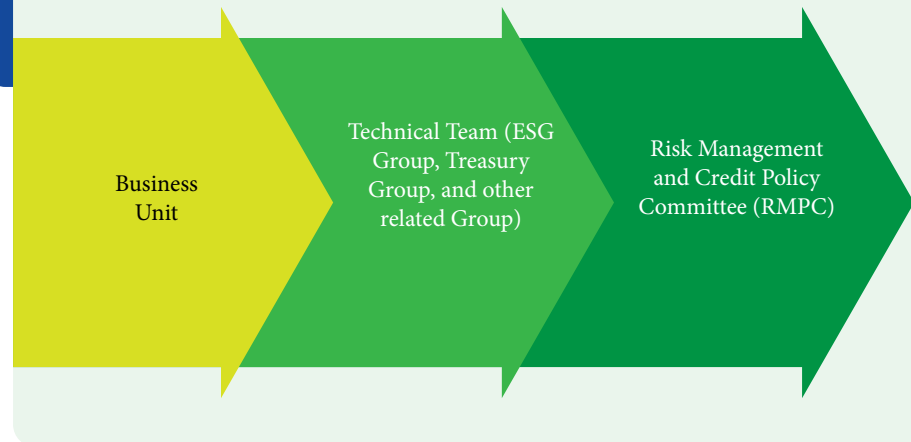 Business
Unit
Technical Team (ESG
Group, Treasury
Group, and other
related Group)
Risk Management
and Credit Policy
Committee (RMPC)